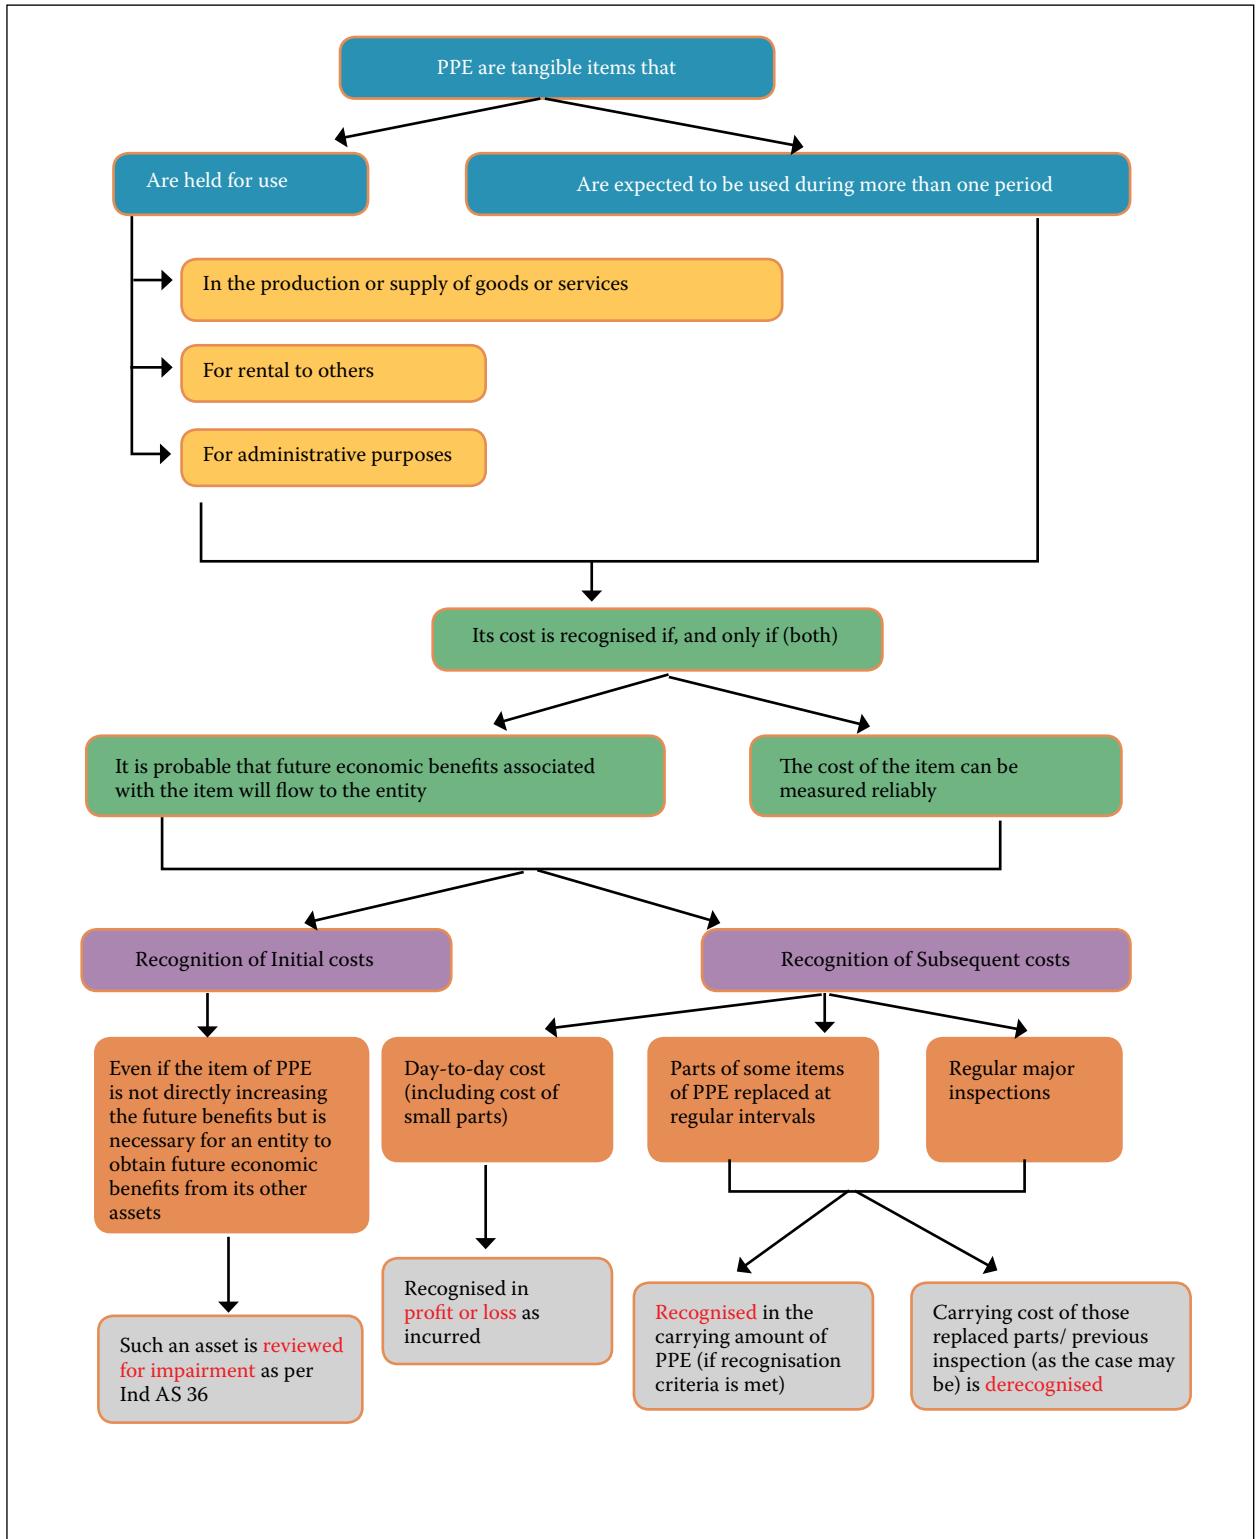 PPE are tangible items that
Are held for use
Are expected to be used during more than one period
In the production or supply of goods or services
For rental to others
For administrative purposes
Its cost is recognised if, and only if (both)
It is probable that future economic benefits associated
with the item will flow to the entity
The cost of the item can be
measured reliably
Recognition of Initial costs
Recognition of Subsequent costs
Even if the item of PPE
is not directly increasing
the future benefits but is
necessary for an entity to
obtain future economic
benefits from its other
assets
Day-to-day cost
(including cost of
small parts)
Parts of some items
of PPE replaced at
regular intervals
Regular major
inspections
Such an asset is reviewed
for impairment as per
Ind AS 36
Recognised in
profit or loss as
incurred
Recognised in the
carrying amount of
PPE (if recognisation
criteria is met)
Carrying cost of those
replaced parts/ previous
inspection (as the case may
be) is derecognised